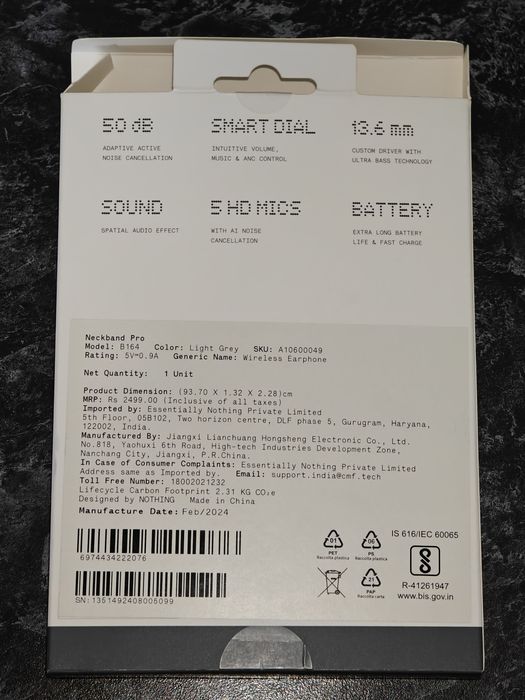 50 dB
ADAPTIVE ACTIVE
NOISE CANCELLATION
SMART DIAL
INTUITIVE VOLUME,
MUSIC & ANC CONTROL
13.6 mm
CUSTOM DRIVER WITH
ULTRA BASS TECHNOLOGY
SOUND
SPATIAL AUDIO EFFECT
5 HD MICS
WITH AI NOISE
CANCELLATION
BATTERY
EXTRA LONG BATTERY
LIFE & FAST CHARGE
Neckband Pro
Model: B164 Color: Light Grey SKU: A10600049
Rating: 5V⎓0.9A Generic Name: Wireless Earphone
Net Quantity: 1 Unit
Product Dimension: (93.70 X 1.32 X 2.28)cm
MRP: Rs 2499.00 (Inclusive of all taxes)
Imported by: Essentially Nothing Private Limited
5th Floor, 05B102, Two horizon centre, DLF phase 5, Gurugram, Haryana,
122002, India.
Manufactured By: Jiangxi Lianchuang Hongsheng Electronic Co., Ltd.
No.818, Yaohuxi 6th Road, High-tech Industries Development Zone,
Nanchang City, Jiangxi, P.R.China.
In Case of Consumer Complaints: Essentially Nothing Private Limited
Address same as Imported by. Email: support.india@cmf.tech
Toll Free Number: 18002021232
Lifecycle Carbon Footprint 2.31 KG CO₂e
Designed by NOTHING Made in China
Manufacture Date: Feb/2024
6974434222076
SN: 1351492408005099
01
PET
Raccolta plastica
06
PS
Raccolta plastica
21
PAP
Raccolta carta
IS 616/IEC 60065
R-41261947
www.bis.gov.in